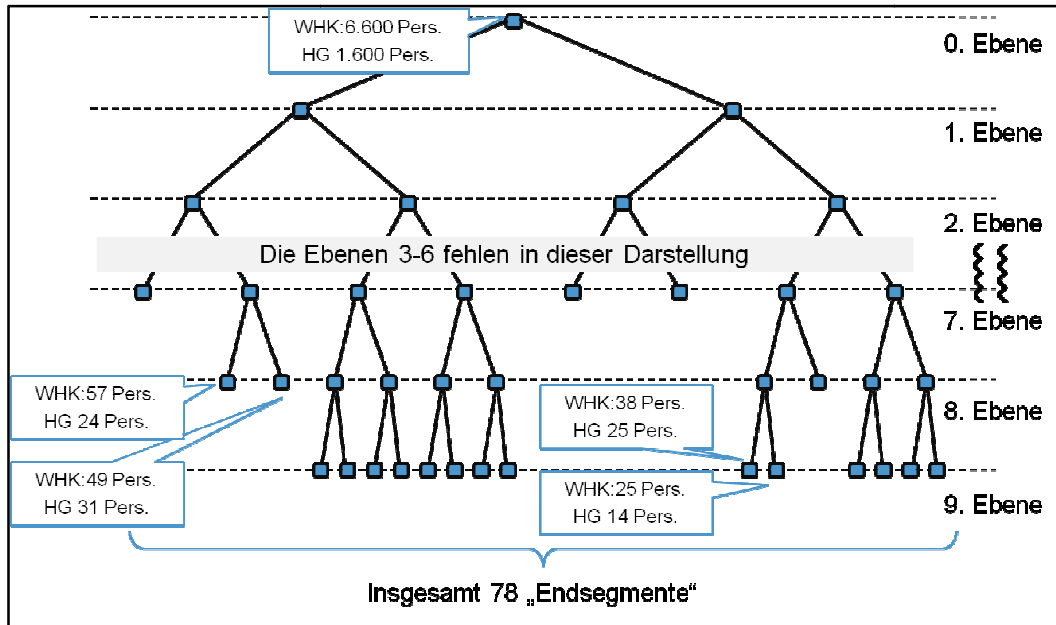 WHK:6.600 Pers.
HG 1.600 Pers.
0. Ebene
1. Ebene
2. Ebene
Die Ebenen 3-6 fehlen in dieser Darstellung
7. Ebene
WHK:57 Pers.
HG 24 Pers.
WHK:38 Pers.
HG 25 Pers.
8. Ebene
WHK:49 Pers.
HG 31 Pers.
WHK:25 Pers.
HG 14 Pers.
9. Ebene
Insgesamt 78 „Endsegmente“